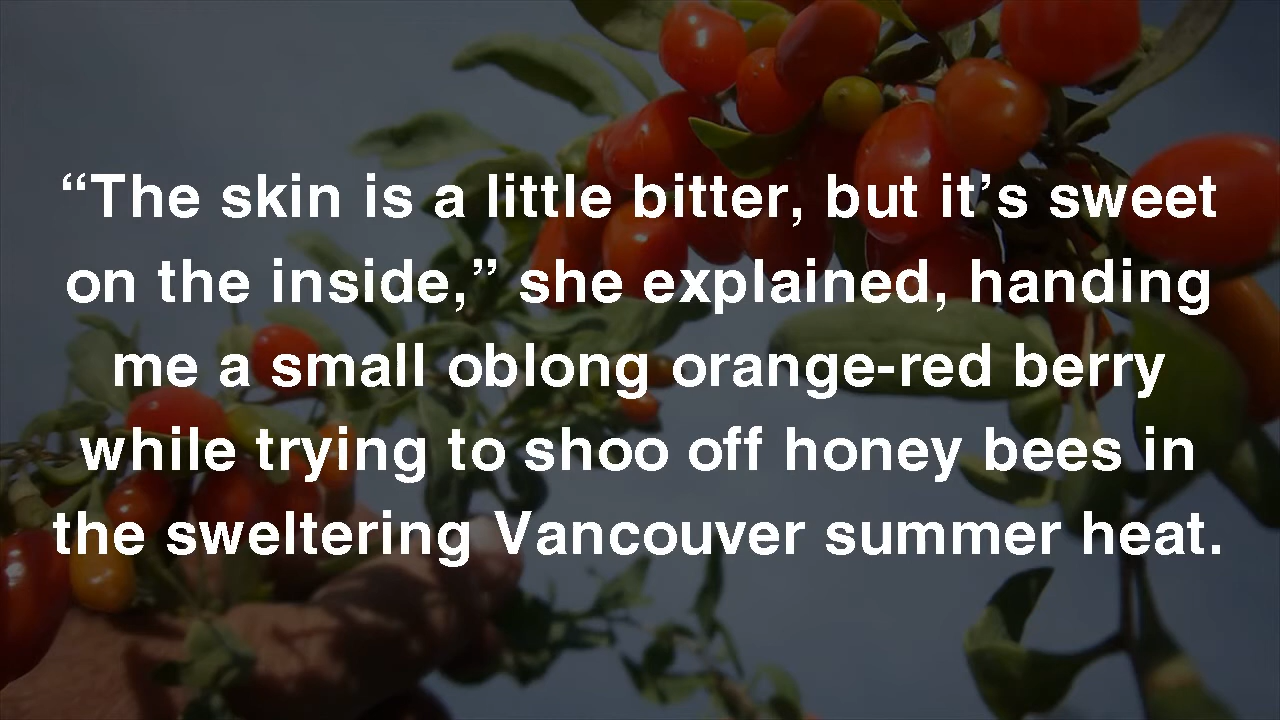 “The skin is a little bitter, but it’s sweet
on the inside,” she explained, handing
me a small oblong orange-red berry
while trying to shoo off honey bees in
the sweltering Vancouver summer heat.